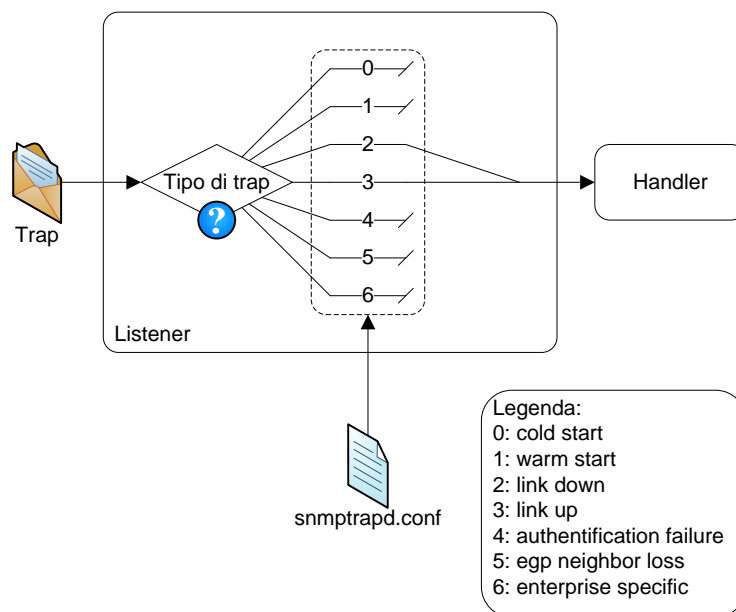 0
1
2
3
4
5
6
Tipo di trap
?
Trap
Handler
Listener
snmptrapd.conf
Legenda:
0: cold start
1: warm start
2: link down
3: link up
4: authentification failure
5: egp neighbor loss
6: enterprise specific